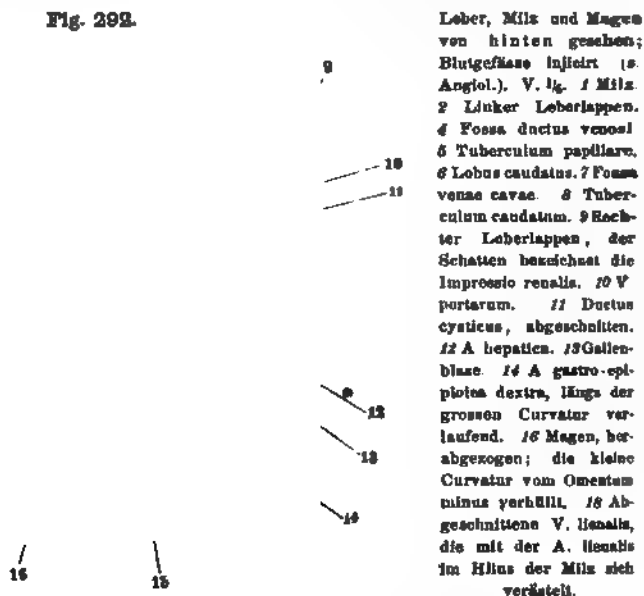 Fig. 292.
9
10
11
12
13
14
16
15
Leber, Milz und Magen
von hinten gesehen;
Blutgefässe injicirt (s.
Angiol.). V. ⅙. 1 Milz.
2 Linker Leberlappen.
4 Fossa ductus venosi
5 Tuberculum papillare.
6 Lobus caudatus. 7 Fossa
venae cavae. 8 Tuber-
culum caudatum. 9 Rech-
ter Leberlappen, der
Schatten bezeichnet die
Impressio renalis. 10 V
portarum. 11 Ductus
cysticus, abgeschnitten.
12 A hepatica. 13 Gallen-
blase. 14 A gastro-epi-
ploica dextra, längs der
grossen Curvatur ver-
laufend. 16 Magen, her-
abgezogen; die kleine
Curvatur vom Omentum
minus verhüllt. 18 Ab-
geschnittene V. lienalis,
die mit der A. lienalis
im Hilus der Milz sich
verästelt.